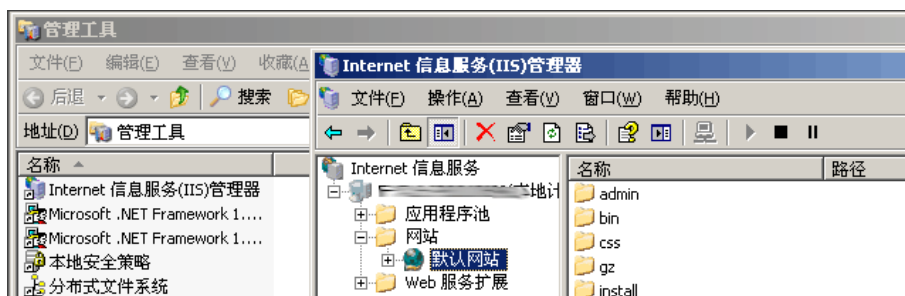 管理工具
文件(F) 编辑(E) 查看(V) 收藏(A
后退 搜索
地址(D) 管理工具
名称
Internet 信息服务(IIS)管理器
Microsoft .NET Framework 1....
Microsoft .NET Framework 1....
本地安全策略
分布式文件系统
Internet 信息服务(IIS)管理器
文件(F) 操作(A) 查看(V) 窗口(W) 帮助(H)
Internet 信息服务
(本地计
应用程序池
网站
默认网站
Web 服务扩展
名称 路径
admin
bin
css
gz
install